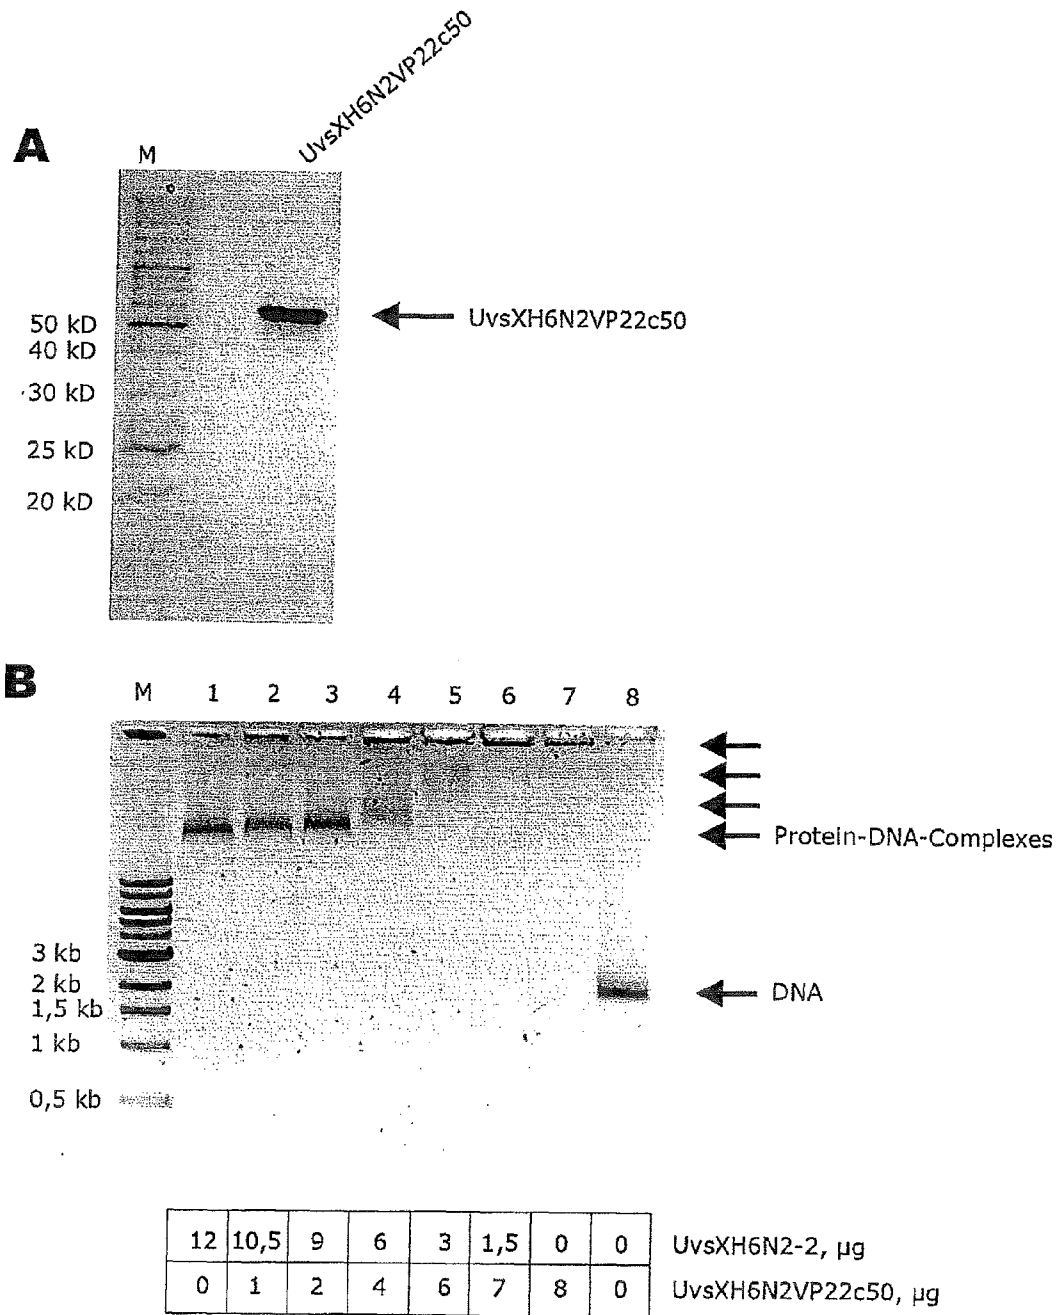 UvsXH6N2VP22c50
A
M
50 kD
UvsXH6N2VP22c50
40 kD
30 kD
25 kD
20 kD
B
M 1 2 3 4 5 6 7 8
Protein-DNA-Complexes
3 kb
2 kb
DNA
1,5 kb
1 kb
0,5 kb
12 10,5 9 6 3 1,5 0 0 UvsXH6N2-2, µg
0 1 2 4 6 7 8 0 UvsXH6N2VP22c50, µg